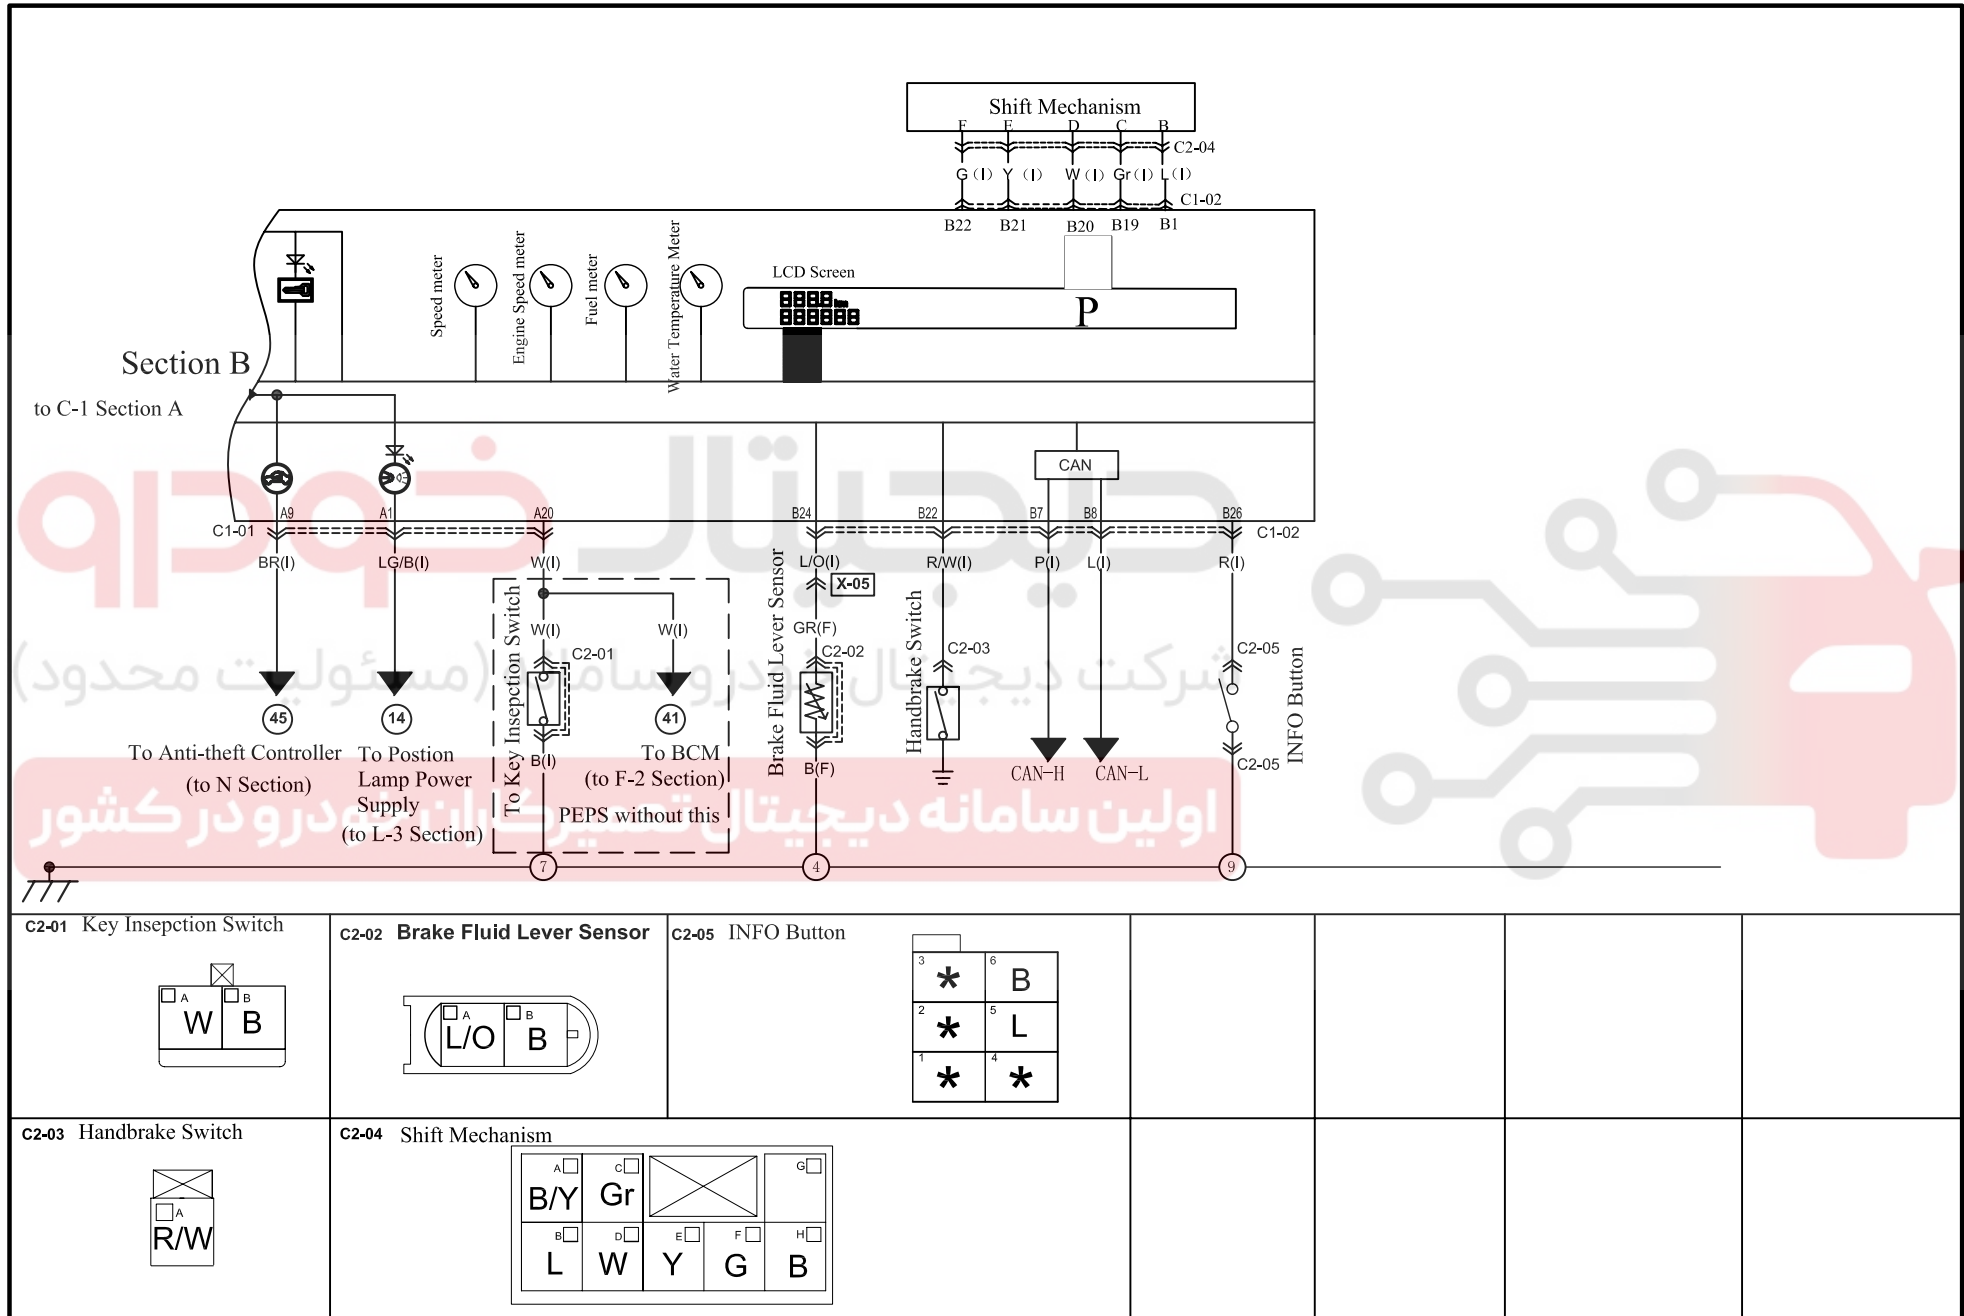 Shift Mechanism
F E D C B
C2-04
G (I) Y (I) W (I) Gr (I) L (I)
C1-02
B22 B21 B20 B19 B1
Speed meter
Engine Speed meter
Fuel meter
Water Temperature Meter
LCD Screen
P
Section B
to C-1 Section A
CAN
A9 A1 A20 B24 B22 B7 B8 B26
C1-01
C1-02
BR(I) LG/B(I) W(I) L/O(I) R/W(I) P(I) L(I) R(I)
X-05
W(I) W(I) GR(F)
C2-01 C2-02 C2-03 C2-05
To Key Insepction Switch
Brake Fluid Lever Sensor
Handbrake Switch
INFO Button
45 14 41
To Anti-theft Controller
(to N Section)
To Postion
Lamp Power
Supply
(to L-3 Section)
B(I)
To BCM
(to F-2 Section)
PEPS without this
B(F)
CAN-H CAN-L
C2-05
7 4 9
دیجیتال خودرو
شرکت دیجیتال خودرو سامانه (مسئولیت محدود)
اولین سامانه دیجیتال تعمیرکاران خودرو در کشور
C2-01 Key Insepction Switch
A B
W B
C2-02 Brake Fluid Lever Sensor
A B
L/O B
C2-05 INFO Button
3 * 6 B
2 * 5 L
1 * 4 *
C2-03 Handbrake Switch
A
R/W
C2-04 Shift Mechanism
A C G
B/Y Gr
B D E F H
L W Y G B